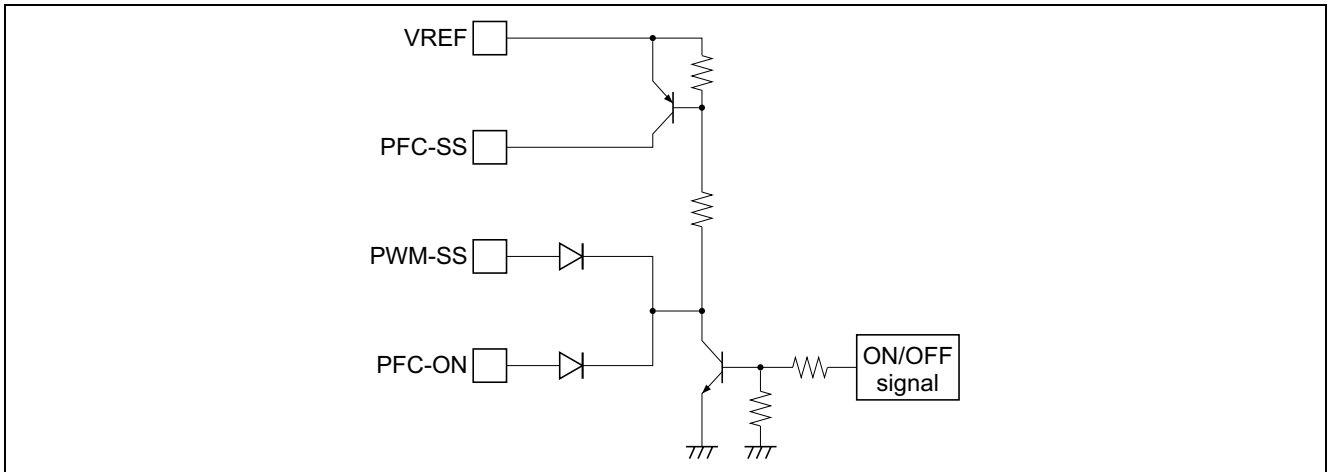 VREF
PFC-SS
PWM-SS
PFC-ON
ON/OFF
signal